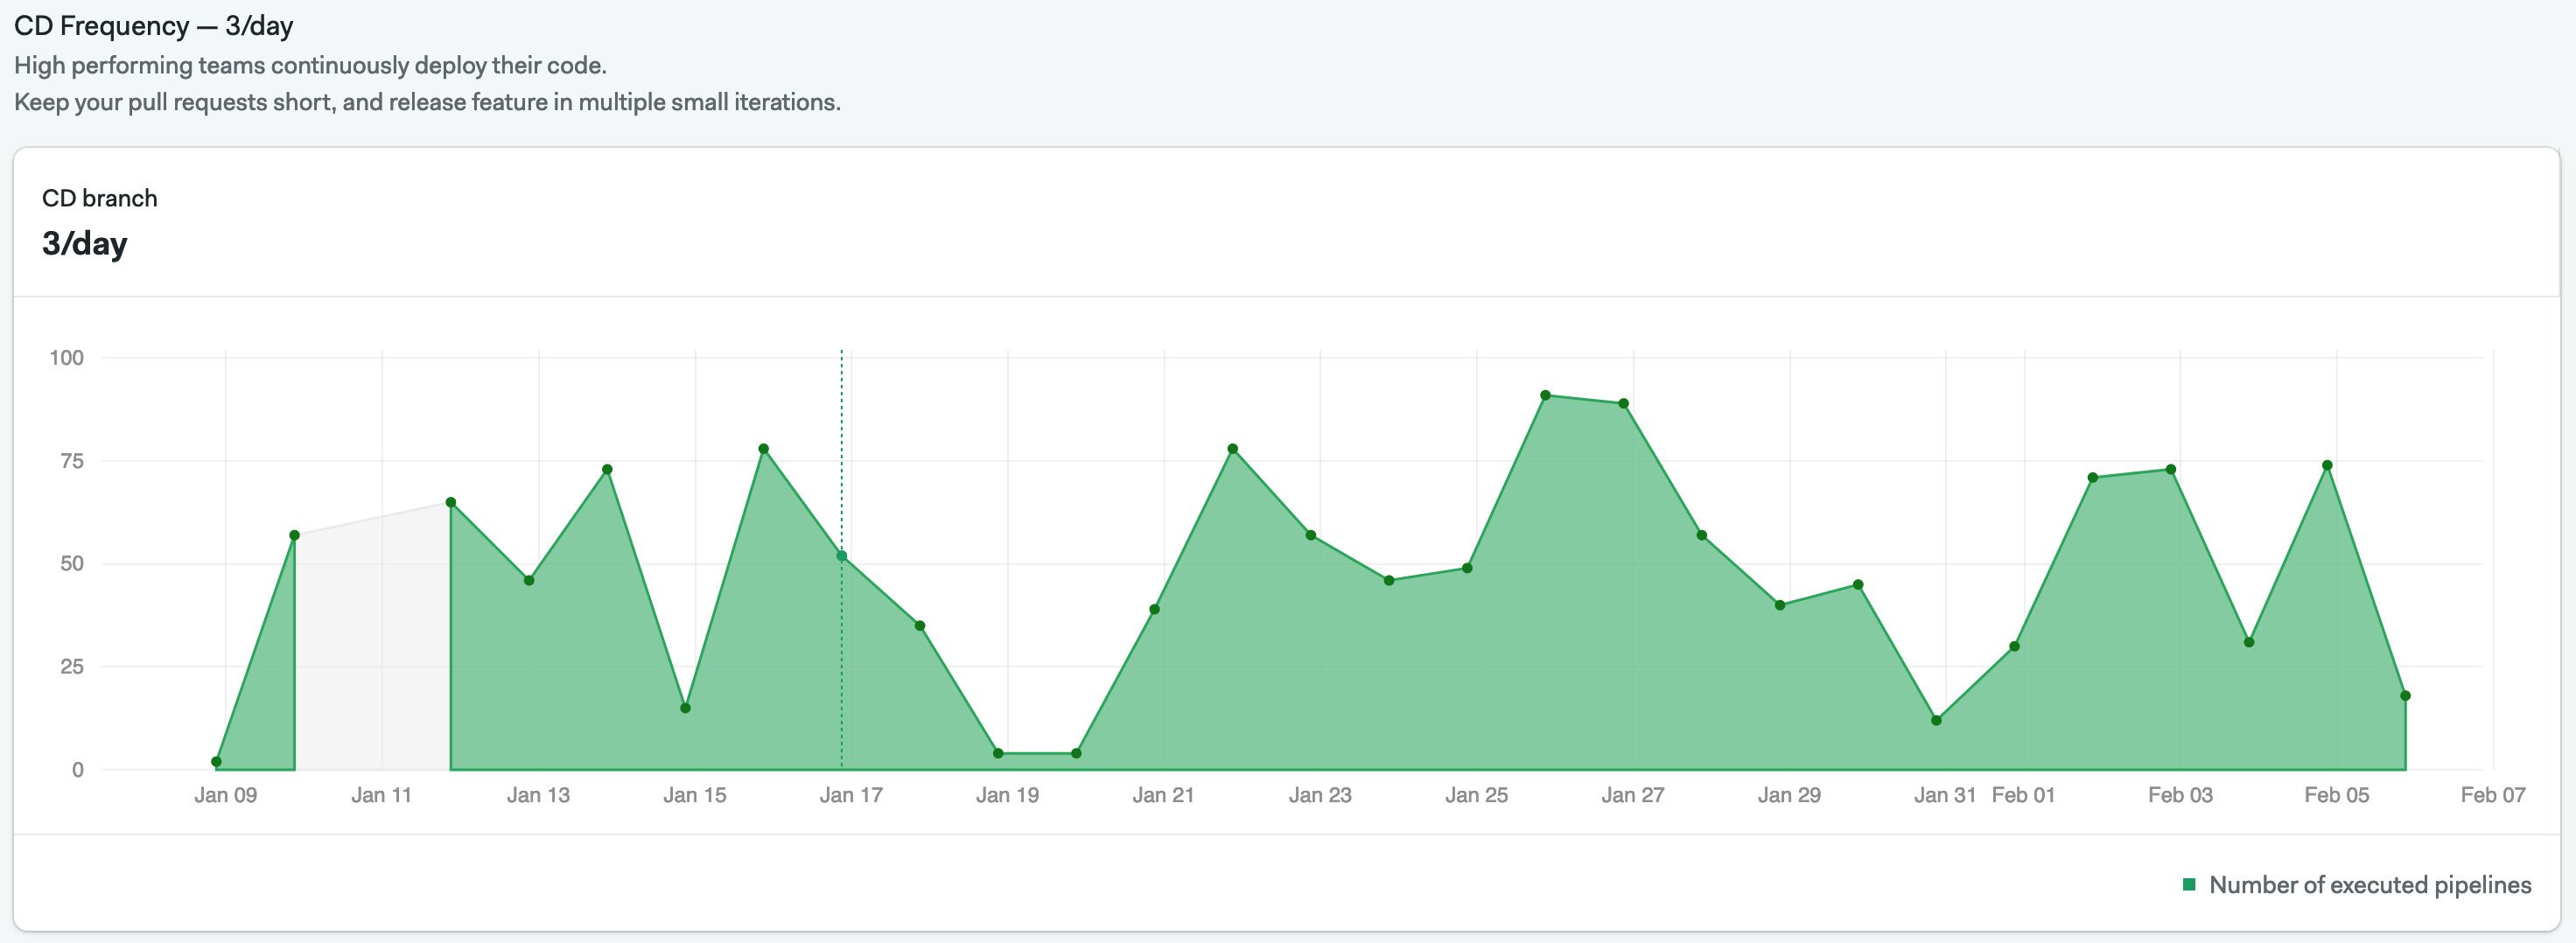 CD Frequency — 3/day
High performing teams continuously deploy their code.
Keep your pull requests short, and release feature in multiple small iterations.
CD branch
3/day
100
75
50
25
0
Jan 09 Jan 11 Jan 13 Jan 15 Jan 17 Jan 19 Jan 21 Jan 23 Jan 25 Jan 27 Jan 29 Jan 31 Feb 01 Feb 03 Feb 05 Feb 07
Number of executed pipelines